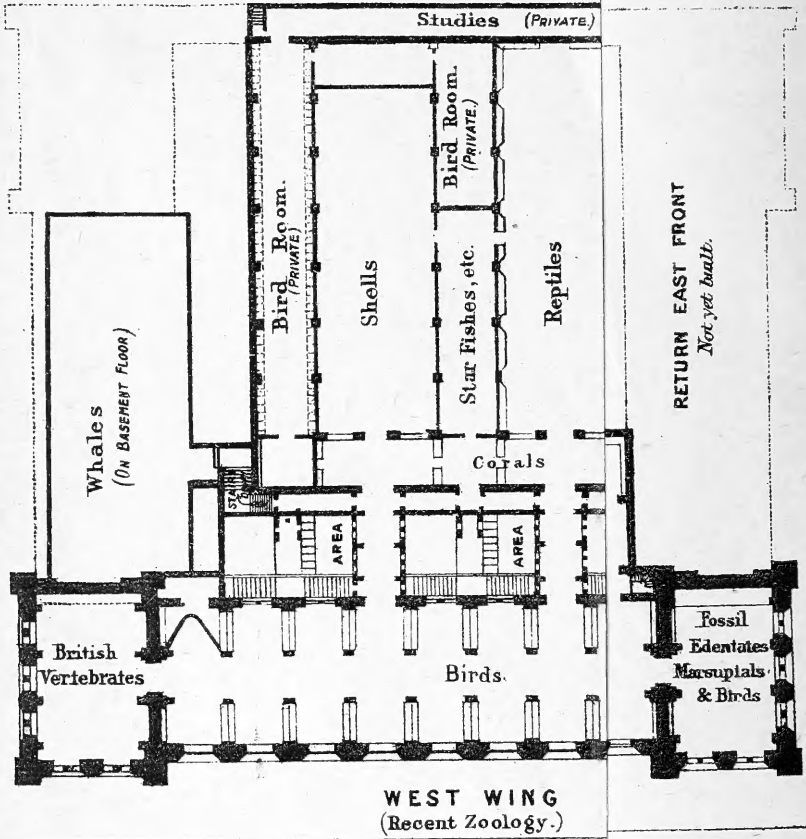 Studies (PRIVATE.)
Bird Room.
(PRIVATE)
Bird Room.
(PRIVATE)
Shells
Star Fishes, etc.
Reptiles
RETURN EAST FRONT
Not yet built.
Whales
(ON BASEMENT FLOOR)
Corals
AREA
AREA
British
Vertebrates
Birds.
Fossil
Edentates
Marsupials
& Birds
WEST WING
(Recent Zoology.)